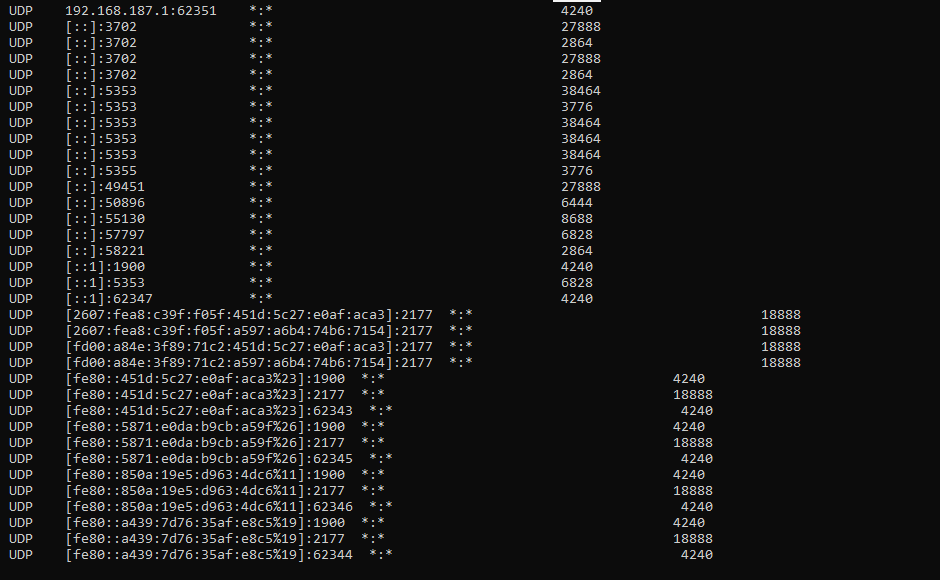 UDP 192.168.187.1:62351 *:* 4240
UDP [::]:3702 *:* 27888
UDP [::]:3702 *:* 2864
UDP [::]:3702 *:* 27888
UDP [::]:3702 *:* 2864
UDP [::]:5353 *:* 38464
UDP [::]:5353 *:* 3776
UDP [::]:5353 *:* 38464
UDP [::]:5353 *:* 38464
UDP [::]:5353 *:* 38464
UDP [::]:5355 *:* 3776
UDP [::]:49451 *:* 27888
UDP [::]:50896 *:* 6444
UDP [::]:55130 *:* 8688
UDP [::]:57797 *:* 6828
UDP [::]:58221 *:* 2864
UDP [::1]:1900 *:* 4240
UDP [::1]:5353 *:* 6828
UDP [::1]:62347 *:* 4240
UDP [2607:fea8:c39f:f05f:451d:5c27:e0af:aca3]:2177 *:* 18888
UDP [2607:fea8:c39f:f05f:a597:a6b4:74b6:7154]:2177 *:* 18888
UDP [fd00:a84e:3f89:71c2:451d:5c27:e0af:aca3]:2177 *:* 18888
UDP [fd00:a84e:3f89:71c2:a597:a6b4:74b6:7154]:2177 *:* 18888
UDP [fe80::451d:5c27:e0af:aca3%23]:1900 *:* 4240
UDP [fe80::451d:5c27:e0af:aca3%23]:2177 *:* 18888
UDP [fe80::451d:5c27:e0af:aca3%23]:62343 *:* 4240
UDP [fe80::5871:e0da:b9cb:a59f%26]:1900 *:* 4240
UDP [fe80::5871:e0da:b9cb:a59f%26]:2177 *:* 18888
UDP [fe80::5871:e0da:b9cb:a59f%26]:62345 *:* 4240
UDP [fe80::850a:19e5:d963:4dc6%11]:1900 *:* 4240
UDP [fe80::850a:19e5:d963:4dc6%11]:2177 *:* 18888
UDP [fe80::850a:19e5:d963:4dc6%11]:62346 *:* 4240
UDP [fe80::a439:7d76:35af:e8c5%19]:1900 *:* 4240
UDP [fe80::a439:7d76:35af:e8c5%19]:2177 *:* 18888
UDP [fe80::a439:7d76:35af:e8c5%19]:62344 *:* 4240